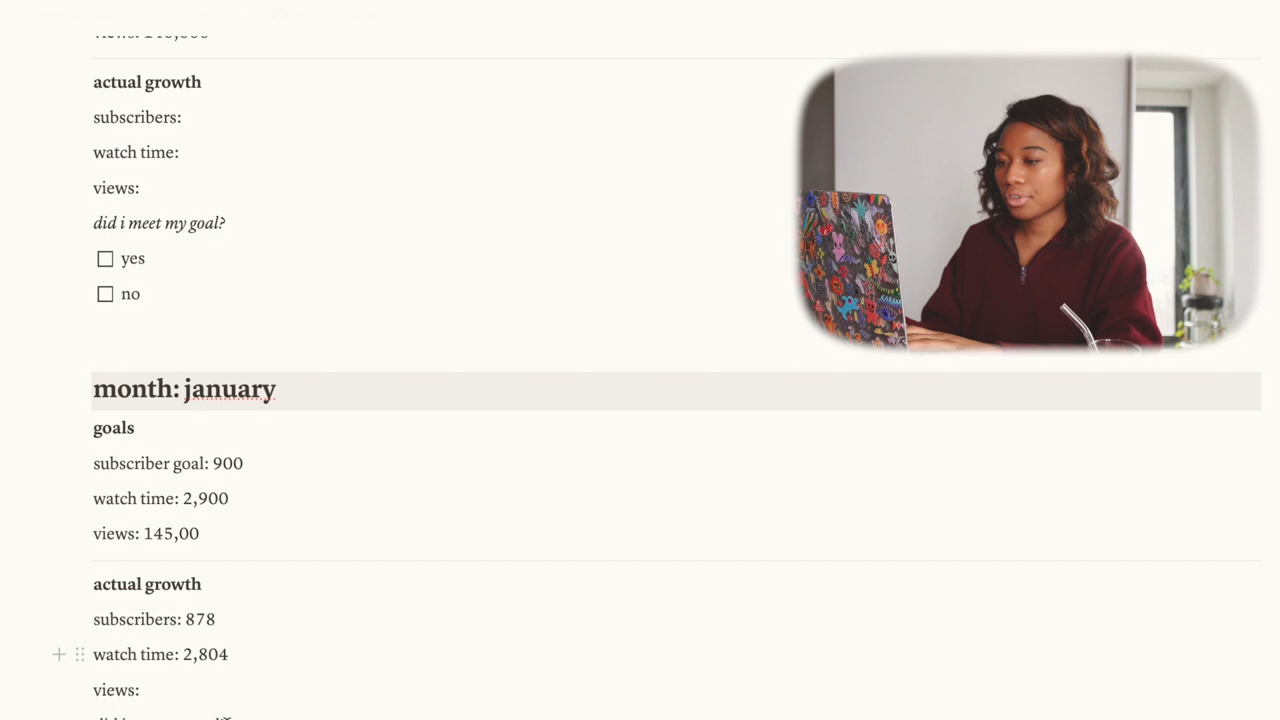 actual growth
subscribers:
watch time:
views:
did i meet my goal?
yes
no
month: january
goals
subscriber goal: 900
watch time: 2,900
views: 145,00
actual growth
subscribers: 878
watch time: 2,804
views: